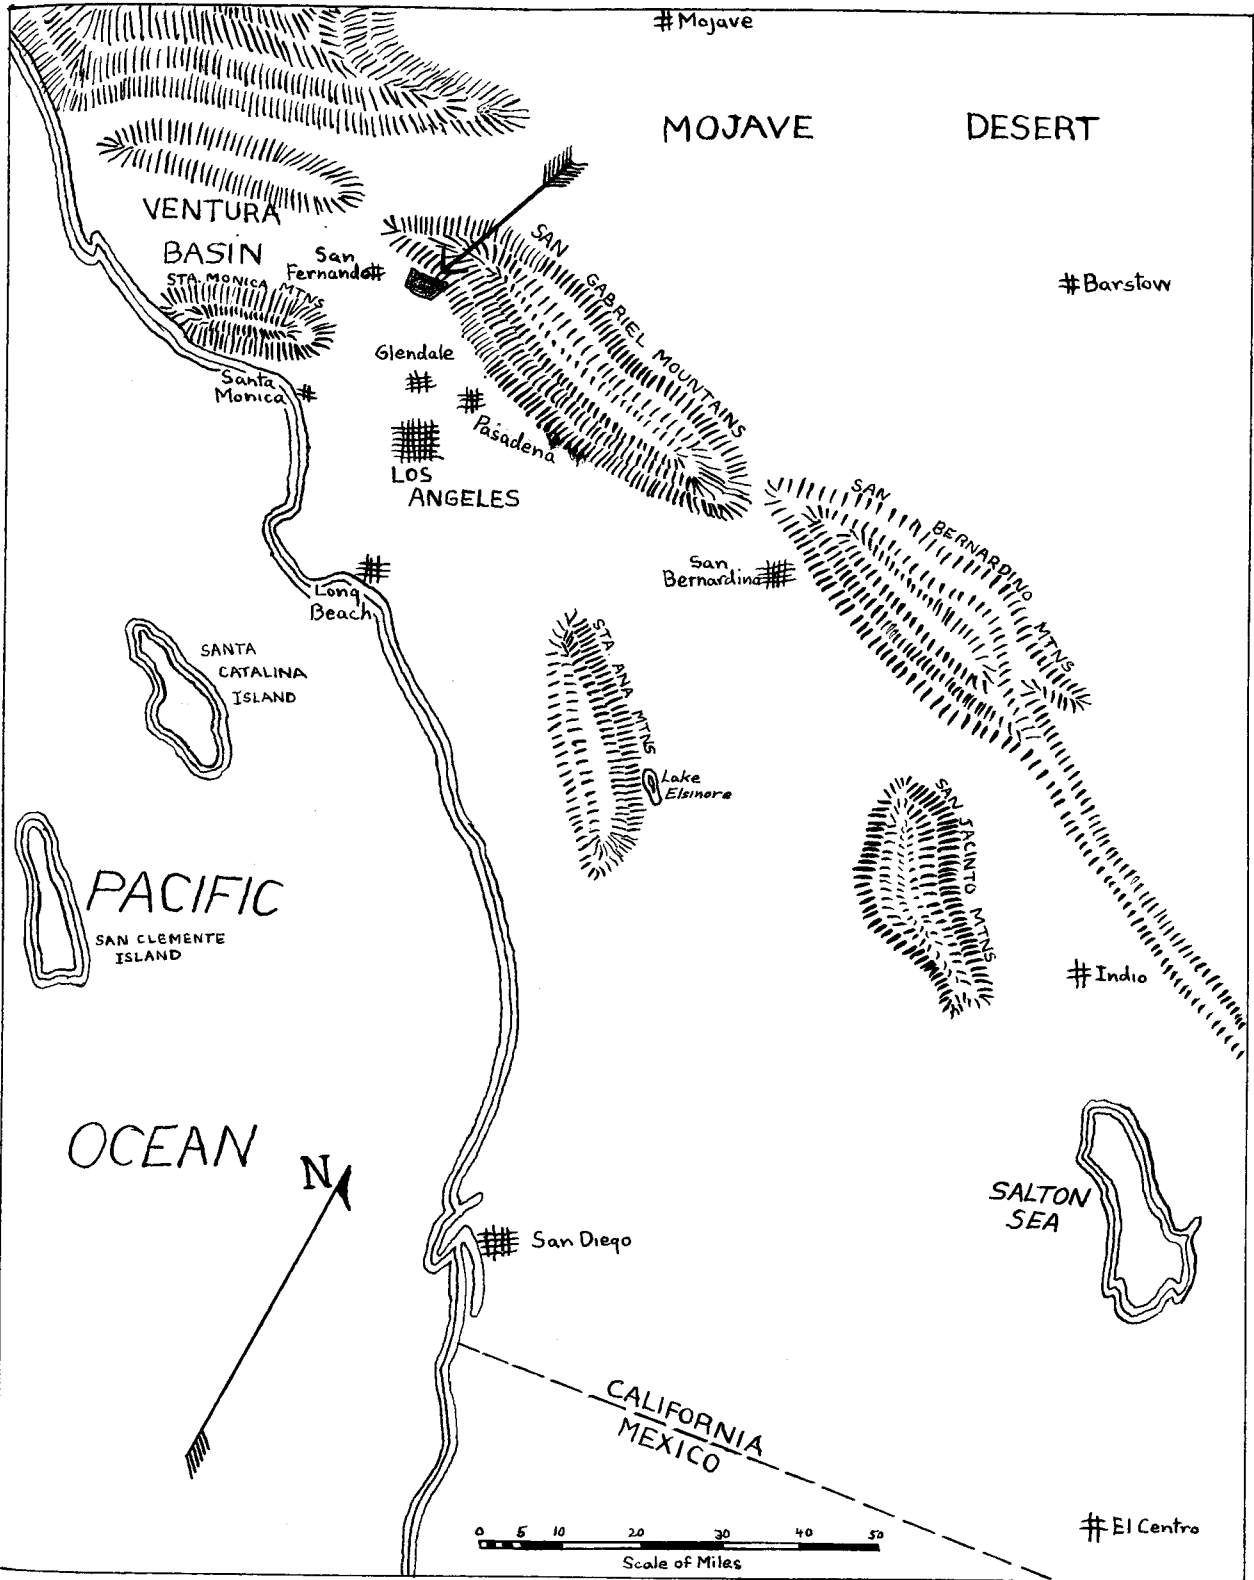 Mojave
MOJAVE DESERT
VENTURA
BASIN
San
Fernando
STA. MONICA MTNS
SAN GABRIEL MOUNTAINS
Barstow
Glendale
Santa
Monica
Pasadena
LOS
ANGELES
SAN BERNARDINO MTNS
San
Bernardino
Long
Beach
STA ANA MTNS
SANTA
CATALINA
ISLAND
Lake
Elsinore
SAN JACINTO MTNS
PACIFIC
SAN CLEMENTE
ISLAND
Indio
OCEAN
N
SALTON
SEA
San Diego
CALIFORNIA
MEXICO
El Centro
0 5 10 20 30 40 50
Scale of Miles